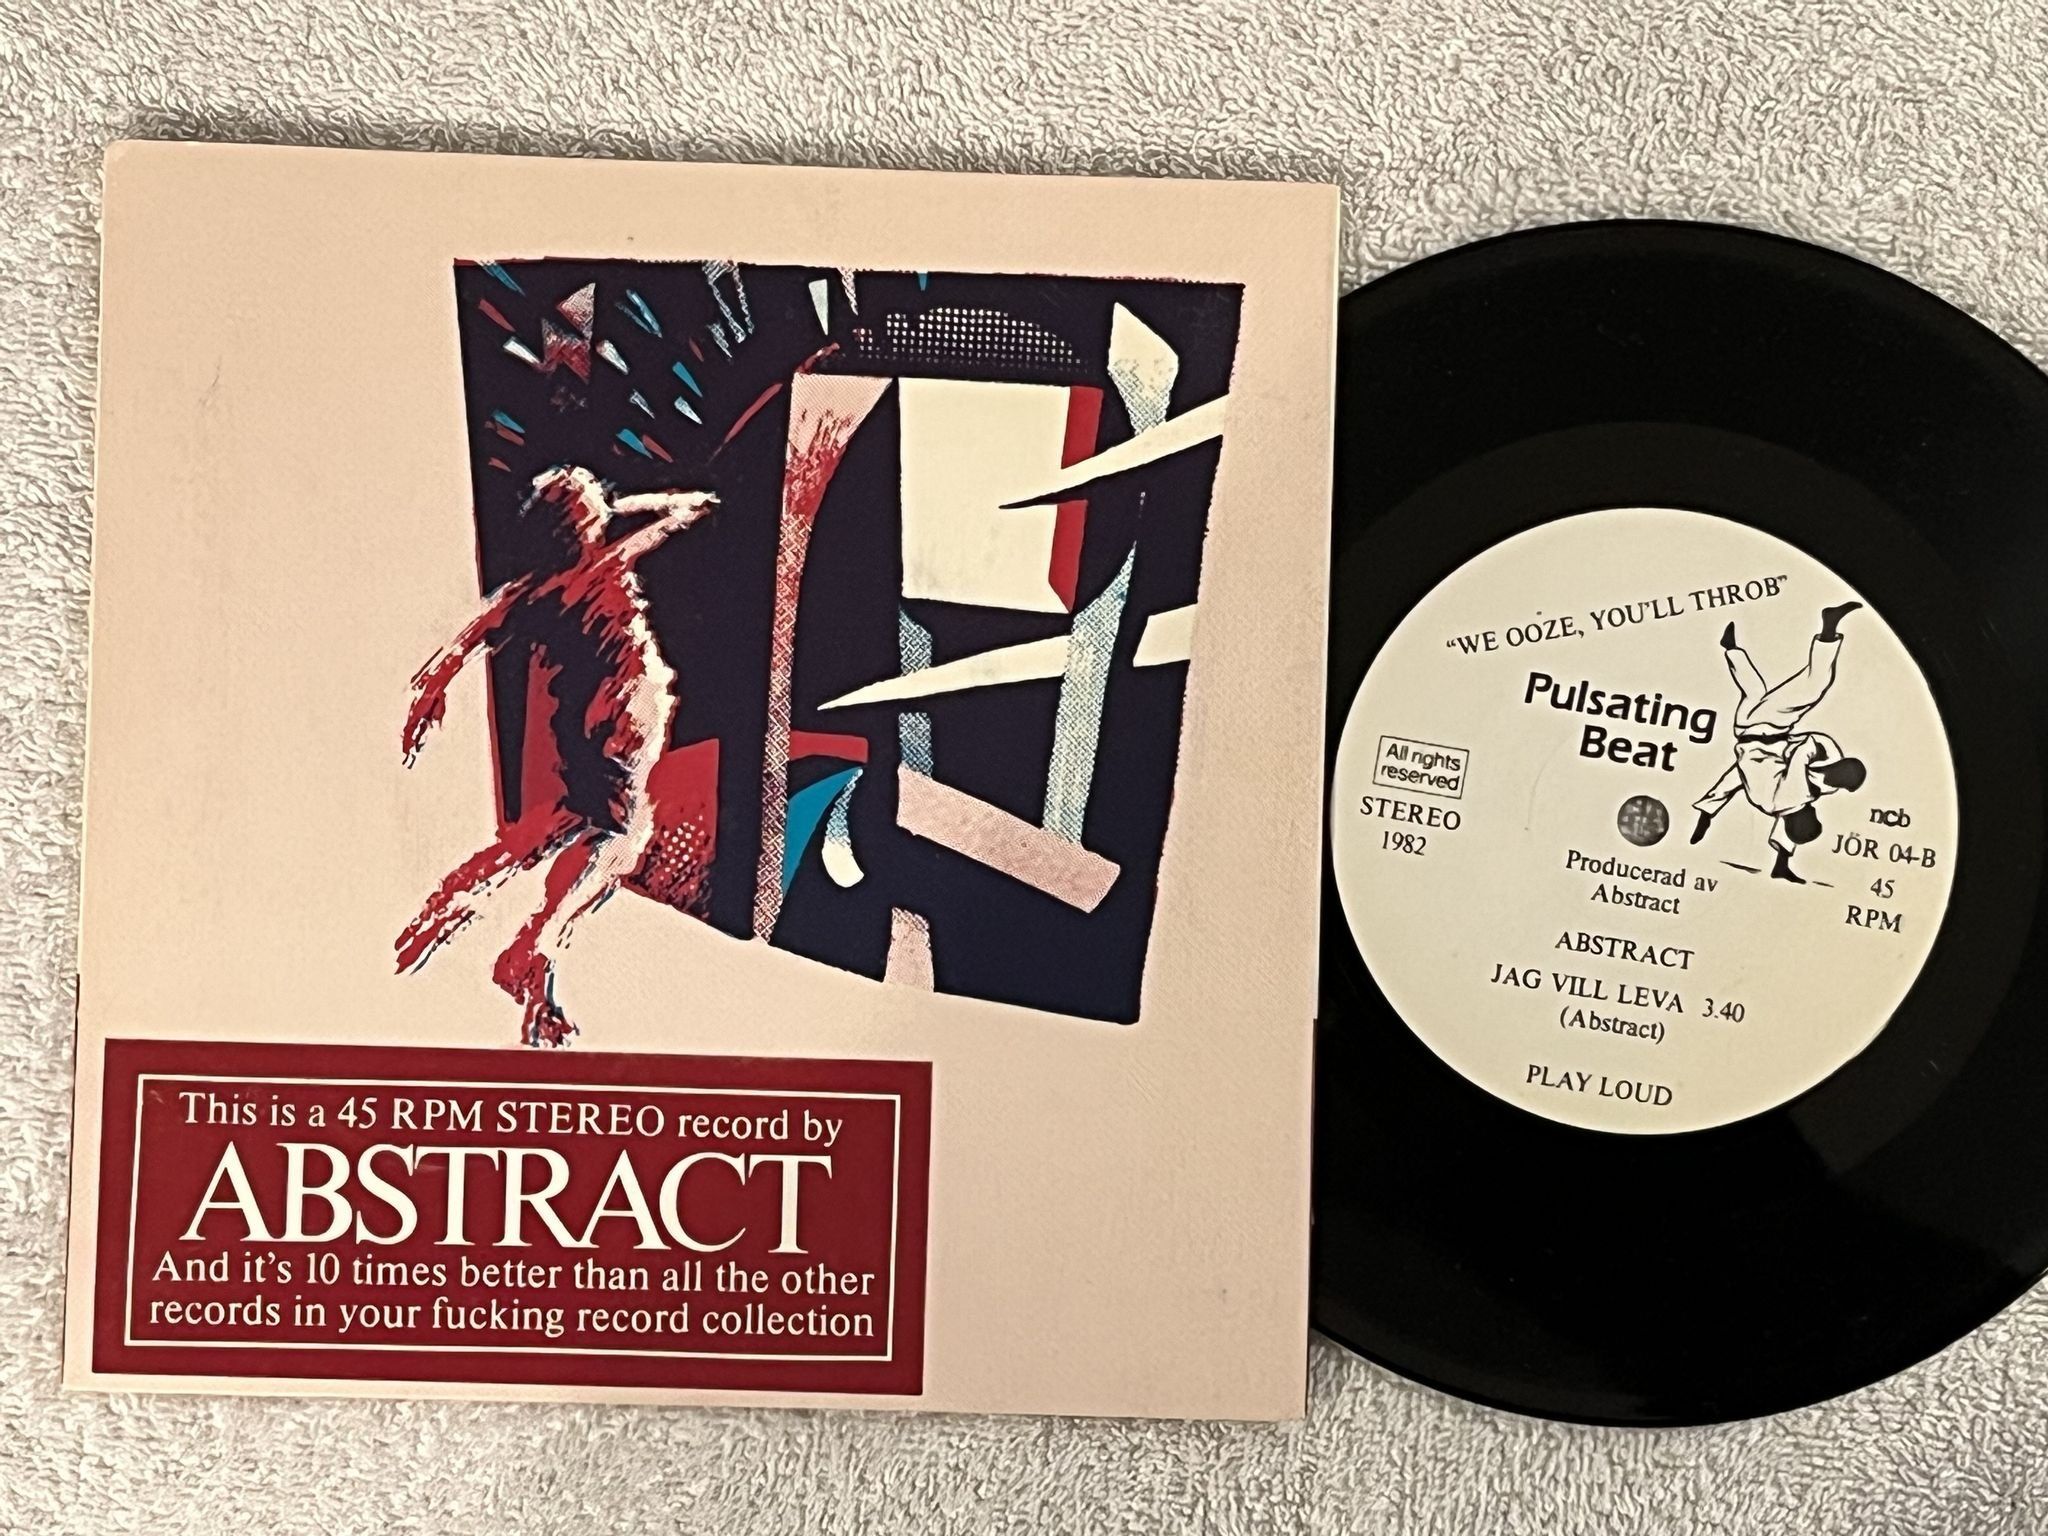 This is a 45 RPM STEREO record by
ABSTRACT
And it's 10 times better than all the other
records in your fucking record collection
"WE OOZE, YOU'LL THROB"
Pulsating
Beat
All rights
reserved
STEREO
1982
ncb
JÖR 04-B
45
RPM
Producerad av
Abstract
ABSTRACT
JAG VILL LEVA 3.40
(Abstract)
PLAY LOUD